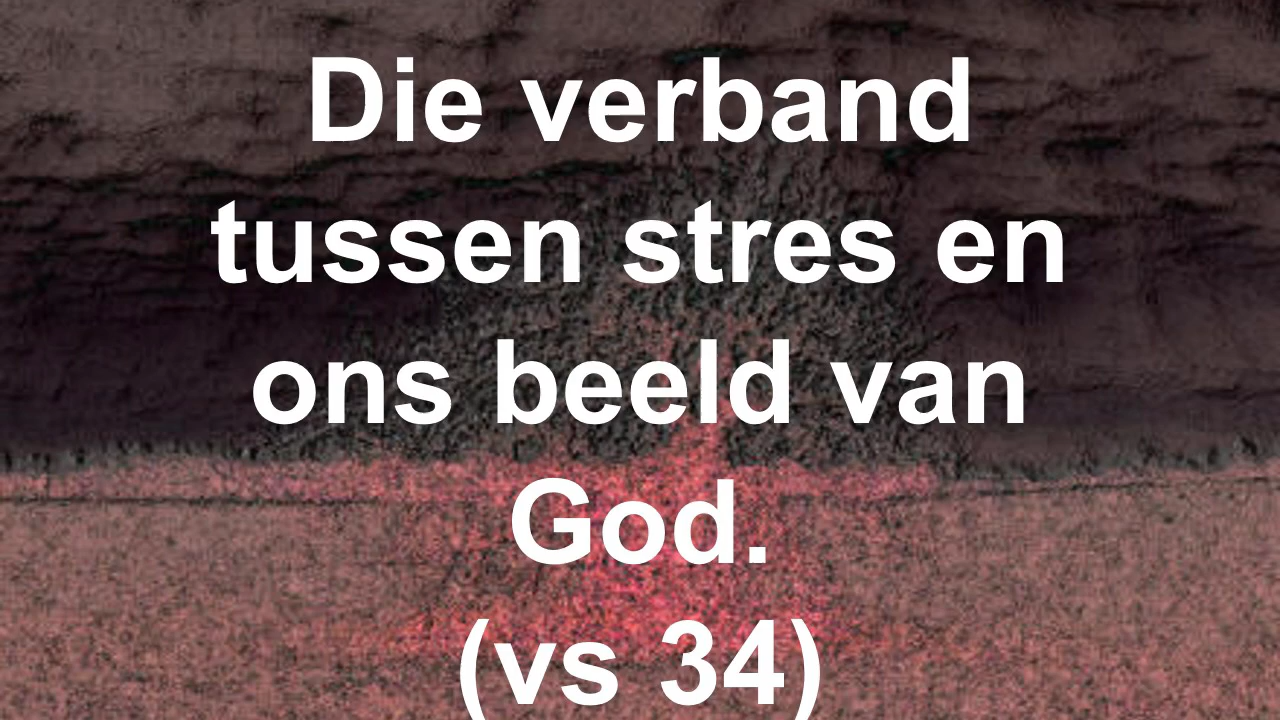 Die verband
tussen stres en
ons beeld van
God.
(vs 34)